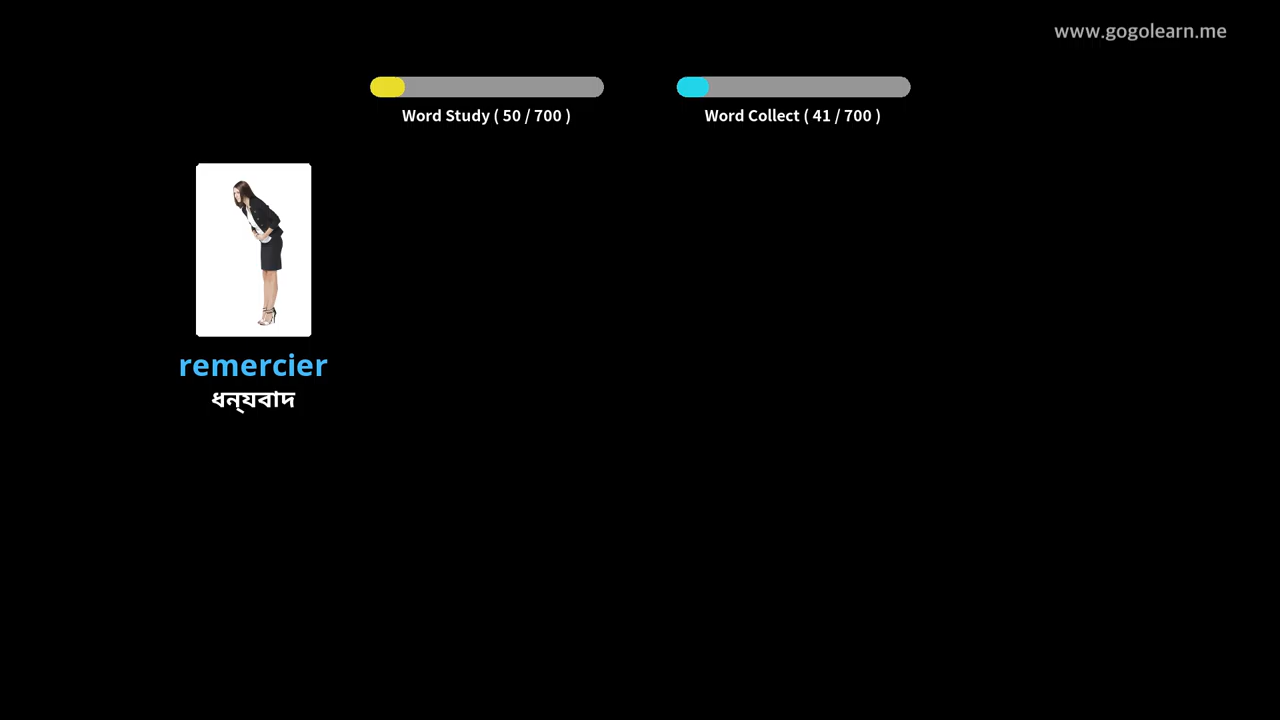 www.gogolearn.me
Word Study ( 50 / 700 )
Word Collect ( 41 / 700 )
remercier
ধন্যবাদ